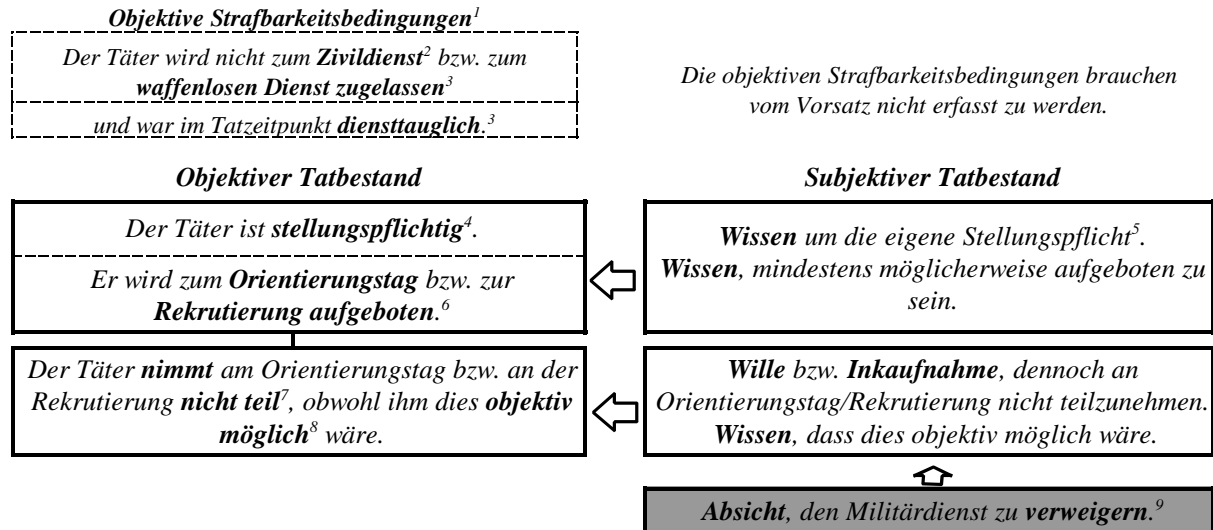 Objektive Strafbarkeitsbedingungen¹
Der Täter wird nicht zum Zivildienst² bzw. zum
waffenlosen Dienst zugelassen³
und war im Tatzeitpunkt diensttauglich.³
Die objektiven Strafbarkeitsbedingungen brauchen
vom Vorsatz nicht erfasst zu werden.
Objektiver Tatbestand
Der Täter ist stellungspflichtig⁴.
Er wird zum Orientierungstag bzw. zur
Rekrutierung aufgeboten.⁶
Der Täter nimmt am Orientierungstag bzw. an der
Rekrutierung nicht teil⁷, obwohl ihm dies objektiv
möglich⁸ wäre.
Subjektiver Tatbestand
Wissen um die eigene Stellungspflicht⁵.
Wissen, mindestens möglicherweise aufgeboten zu
sein.
Wille bzw. Inkaufnahme, dennoch an
Orientierungstag/Rekrutierung nicht teilzunehmen.
Wissen, dass dies objektiv möglich wäre.
Absicht, den Militärdienst zu verweigern.⁹